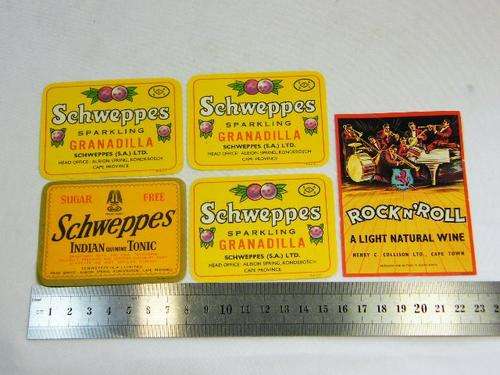 Schweppes
SPARKLING
GRANADILLA
SCHWEPPES (S.A.) LTD.
HEAD OFFICE: ALBION SPRING, RONDEBOSCH
CAPE PROVINCE
Schweppes
SPARKLING
GRANADILLA
SCHWEPPES (S.A.) LTD.
HEAD OFFICE: ALBION SPRING, RONDEBOSCH
CAPE PROVINCE
SUGAR FREE
Schweppes
INDIAN QUININE TONIC
Schweppes
SPARKLING
GRANADILLA
SCHWEPPES (S.A.) LTD.
HEAD OFFICE: ALBION SPRING, RONDEBOSCH
CAPE PROVINCE
ROCK N' ROLL
A LIGHT NATURAL WINE
HENRY C. COLLISON LTD., CAPE TOWN
1 2 3 4 5 6 7 8 9 10 11 12 13 14 15 16 17 18 19 20 21 22 23